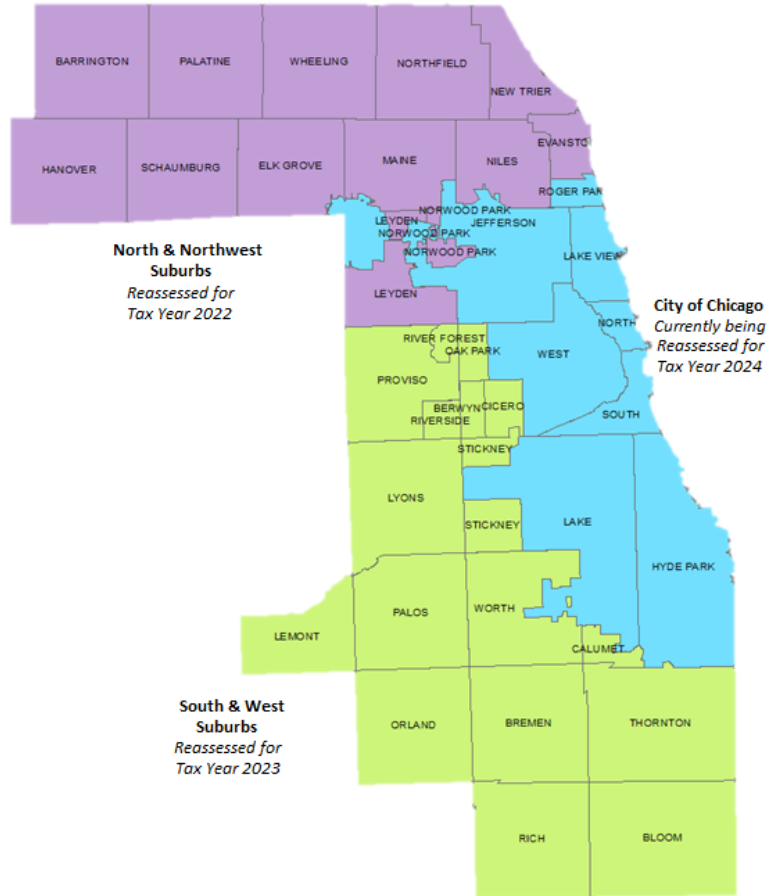 BARRINGTON
PALATINE
WHEELING
NORTHFIELD
NEW TRIER
HANOVER
SCHAUMBURG
ELK GROVE
MAINE
NILES
EVANSTO
ROGER PAR
NORWOOD PARK
LEYDEN
JEFFERSON
NORWOOD PARK
NORWOOD PARK
LAKE VIEW
LEYDEN
North & Northwest
Suburbs
Reassessed for
Tax Year 2022
City of Chicago
Currently being
Reassessed for
Tax Year 2024
NORTH
RIVER FOREST
OAK PARK
WEST
PROVISO
BERWYN
CICERO
RIVERSIDE
SOUTH
STICKNEY
LYONS
STICKNEY
LAKE
HYDE PARK
LEMONT
PALOS
WORTH
CALUMET
South & West
Suburbs
Reassessed for
Tax Year 2023
ORLAND
BREMEN
THORNTON
RICH
BLOOM